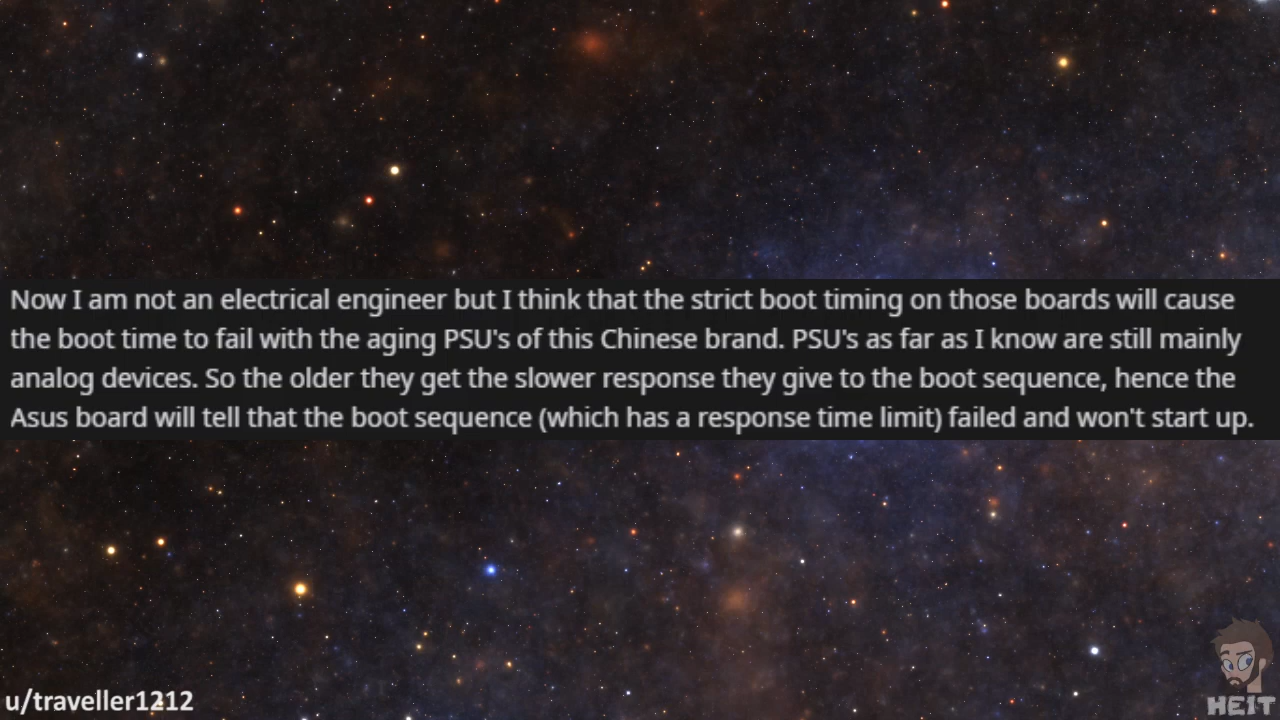 Now I am not an electrical engineer but I think that the strict boot timing on those boards will cause
the boot time to fail with the aging PSU's of this Chinese brand. PSU's as far as I know are still mainly
analog devices. So the older they get the slower response they give to the boot sequence, hence the
Asus board will tell that the boot sequence (which has a response time limit) failed and won't start up.
u/traveller1212
HEIT